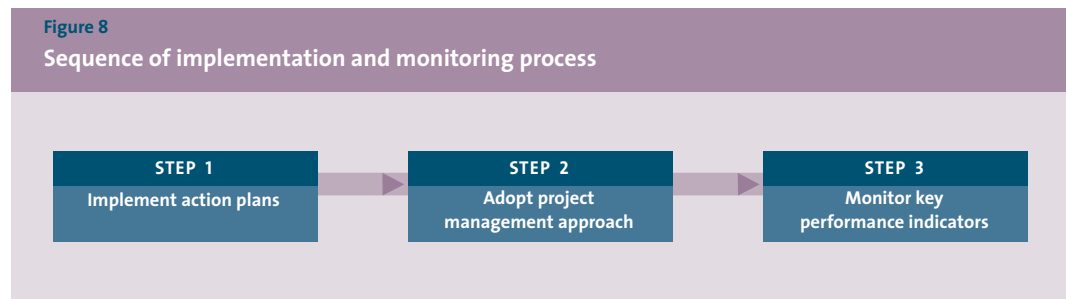 Figure 8
Sequence of implementation and monitoring process
STEP 1
Implement action plans
STEP 2
Adopt project
management approach
STEP 3
Monitor key
performance indicators